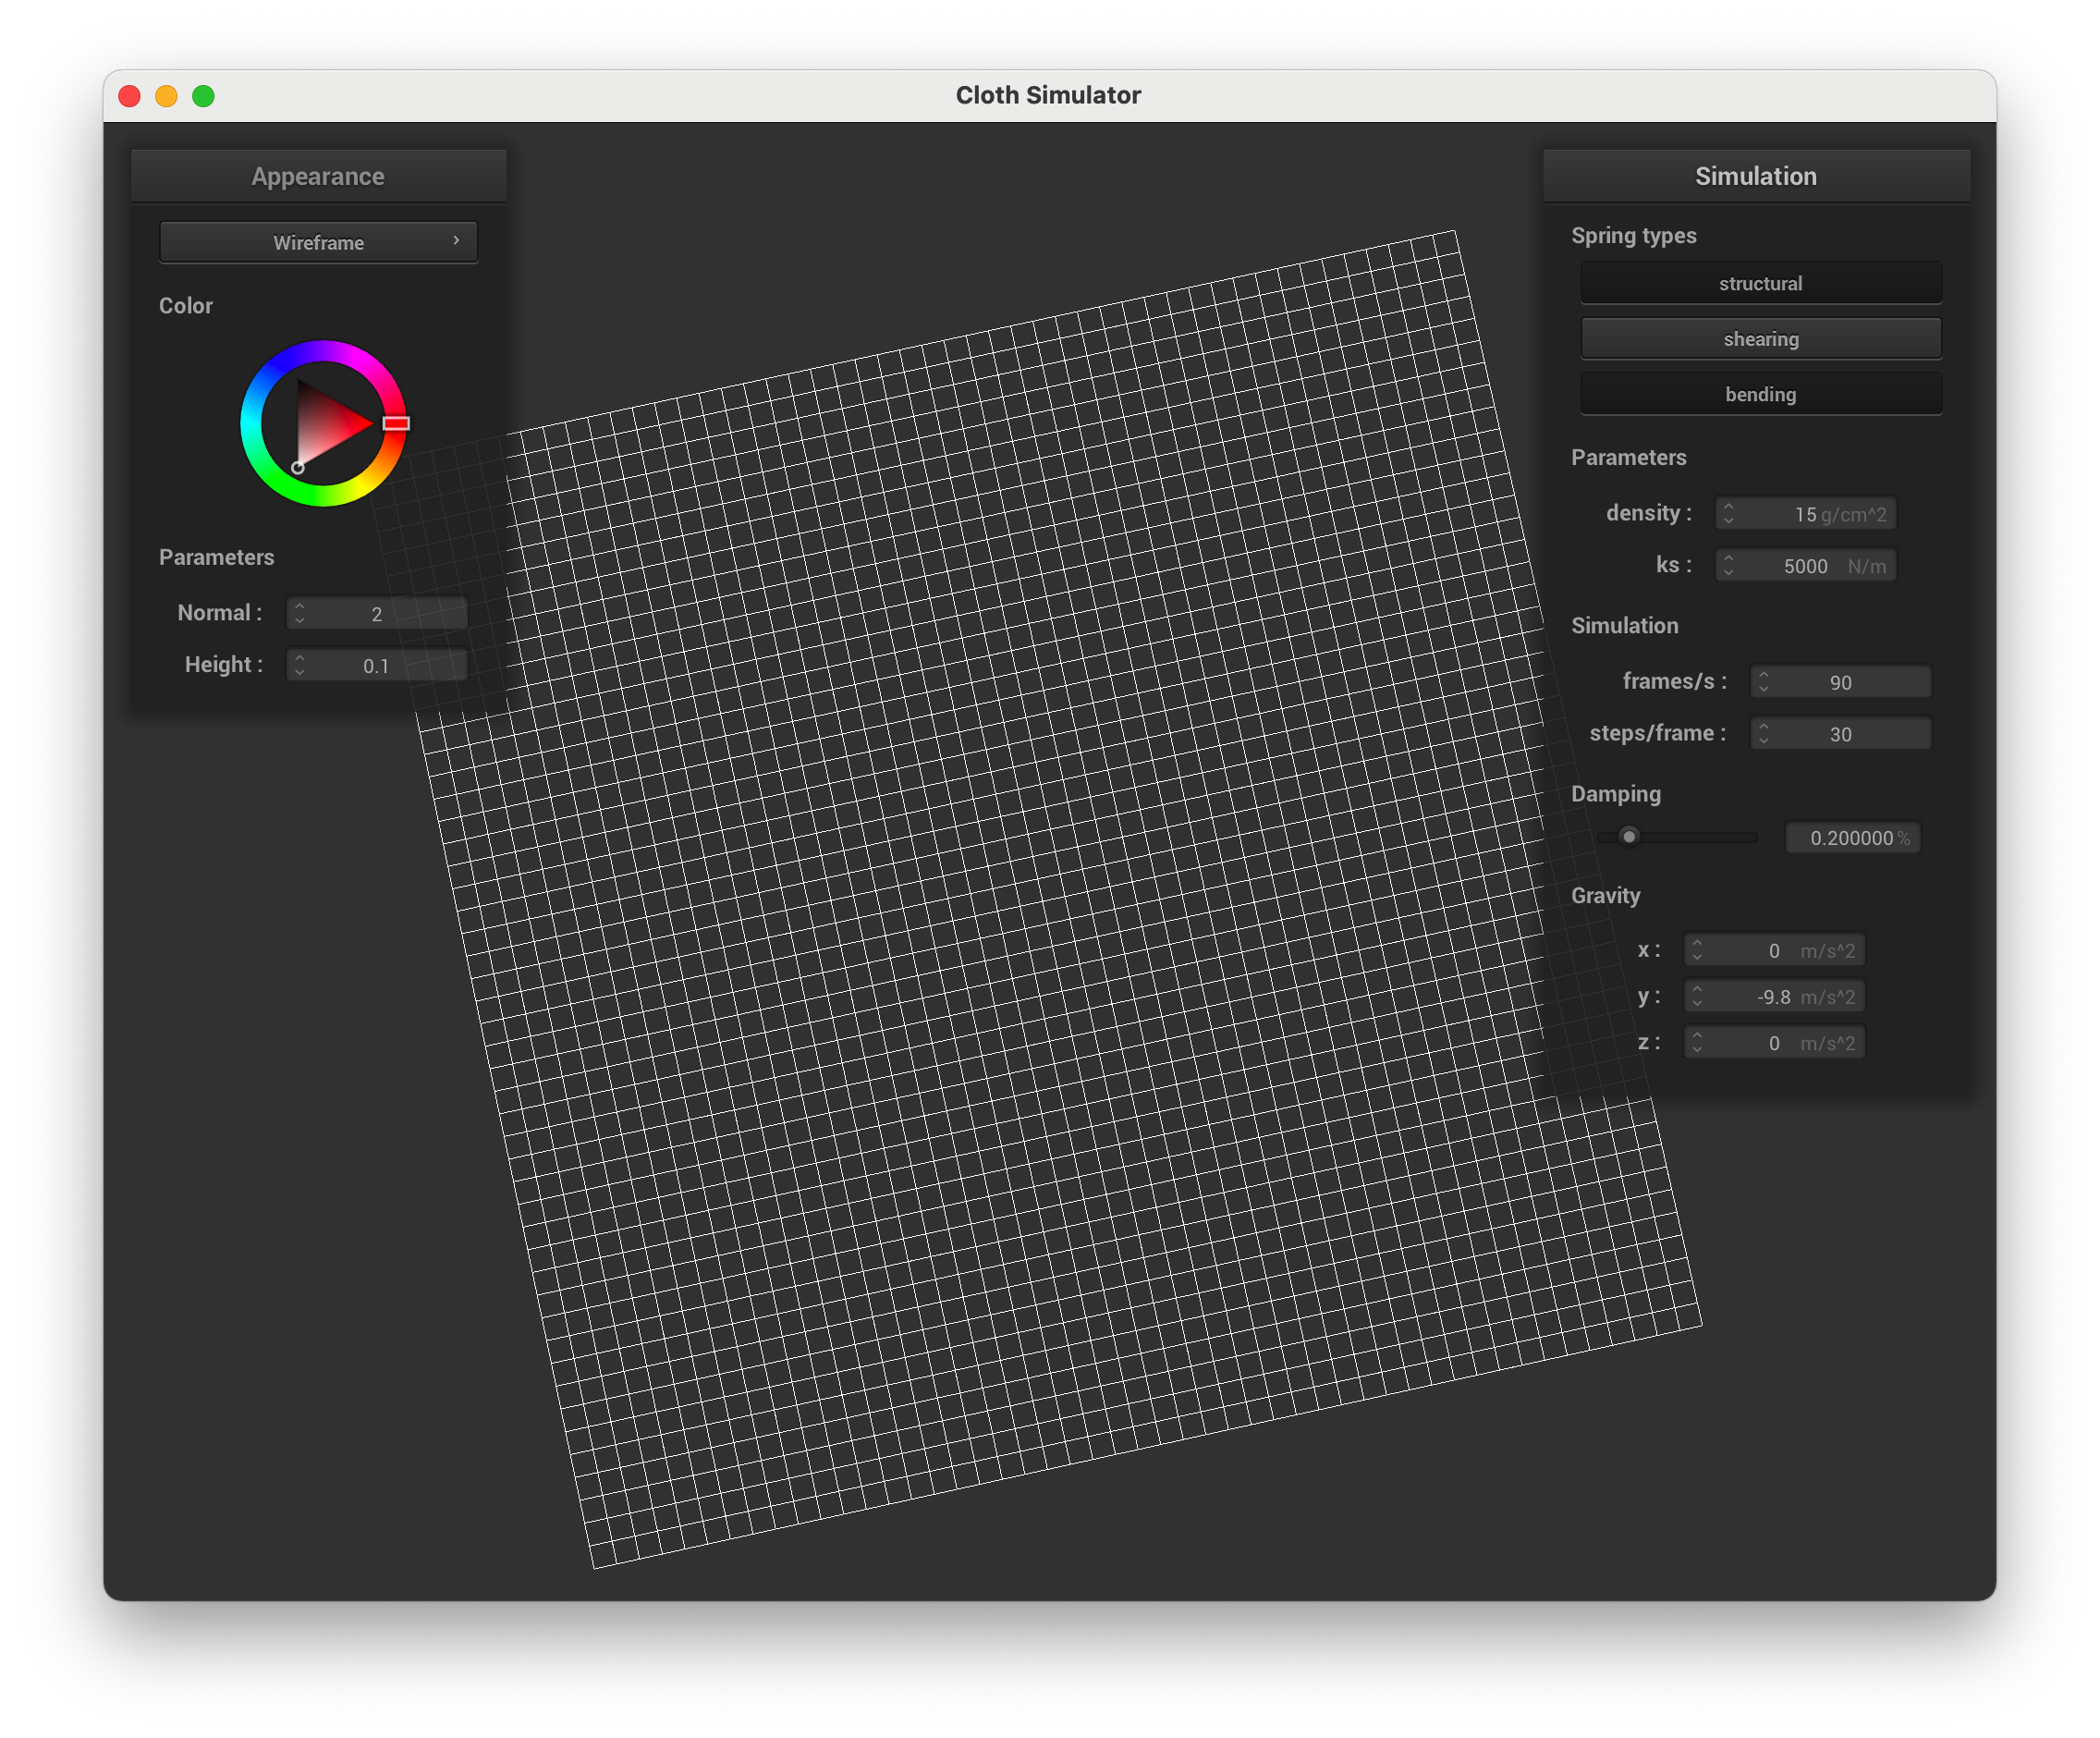 Cloth Simulator
Appearance
Wireframe
Color
Parameters
Normal : 2
Height : 0.1
Simulation
Spring types
structural
shearing
bending
Parameters
density : 15 g/cm^2
ks : 5000 N/m
Simulation
frames/s : 90
steps/frame : 30
Damping
0.200000 %
Gravity
x : 0 m/s^2
y : -9.8 m/s^2
z : 0 m/s^2